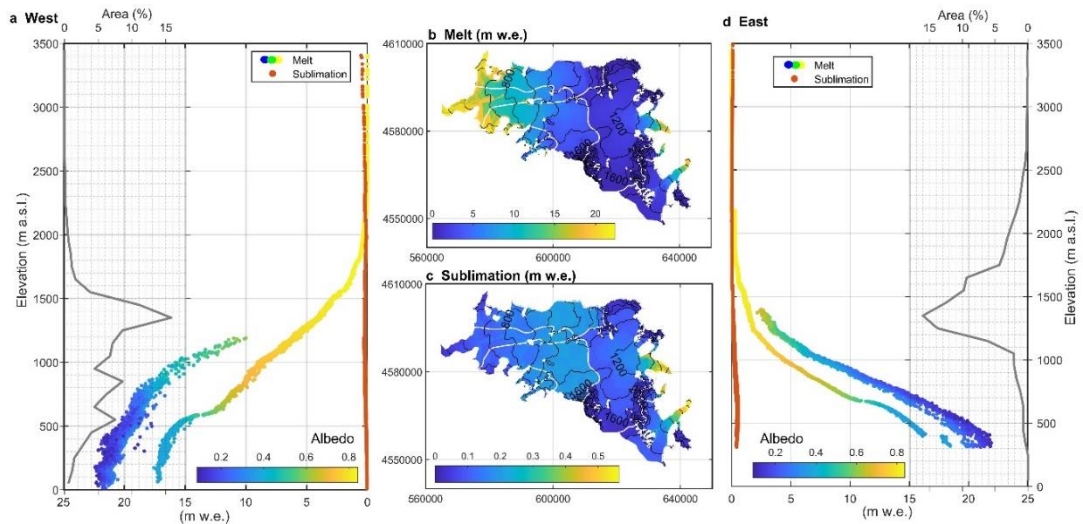 a West
Area (%)
0 5 10 15
3500
3000
2500
2000
1500
1000
500
0
Elevation (m a.s.l.)
Melt
Sublimation
Albedo
0.2 0.4 0.6 0.8
25 20 15 10 5 0
(m w.e.)
b Melt (m w.e.)
4610000
4580000
4550000
800
1200
1600
0 5 10 15 20
560000 600000 640000
c Sublimation (m w.e.)
4610000
4580000
4550000
800
1200
1600
0 0.1 0.2 0.3 0.4 0.5
560000 600000 640000
d East
Area (%)
15 10 5 0
Melt
Sublimation
3500
3000
2500
2000
1500
1000
500
0
Elevation (m a.s.l.)
Albedo
0.2 0.4 0.6 0.8
0 5 10 15 20 25
(m w.e.)